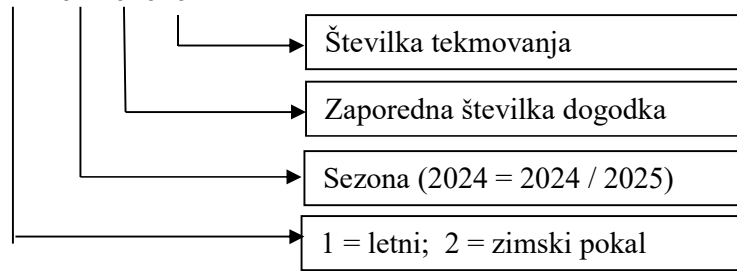 Številka tekmovanja
Zaporedna številka dogodka
Sezona (2024 = 2024 / 2025)
1 = letni; 2 = zimski pokal